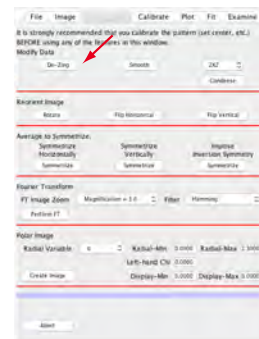 File Image Calibrate Plot Fit Examine
It is strongly recommended that you calibrate the pattern (set center, etc.)
BEFORE using any of the features in this window.
Modify Data
De-Zing Smooth 2X2
Condense
Reorient Image
Rotate Flip Horizontal Flip Vertical
Average to Symmetrize.
Symmetrize Horizontally Symmetrize Vertically Impose Inversion Symmetry
Symmetrize Symmetrize Symmetrize
Fourier Transform
FT Image Zoom Magnification = 1.0 Filter Hamming
Perform FT
Polar Image
Radial Variable Radial-Min 0.0000 Radial-Max
Left-hand Chi 0.0000
Create Image Display-Min 0.0000 Display-Max 0.0000
Abort